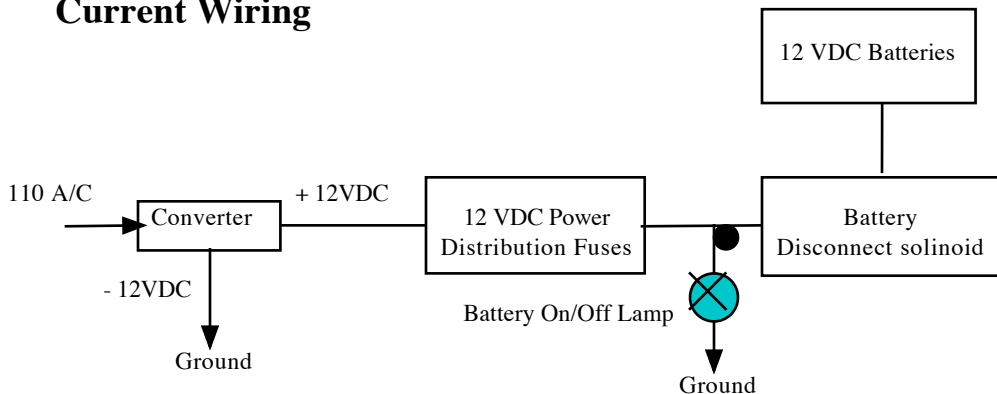 Current Wiring
12 VDC Batteries
110 A/C
+ 12VDC
Converter
12 VDC Power
Distribution Fuses
Battery
Disconnect solinoid
- 12VDC
Battery On/Off Lamp
Ground
Ground